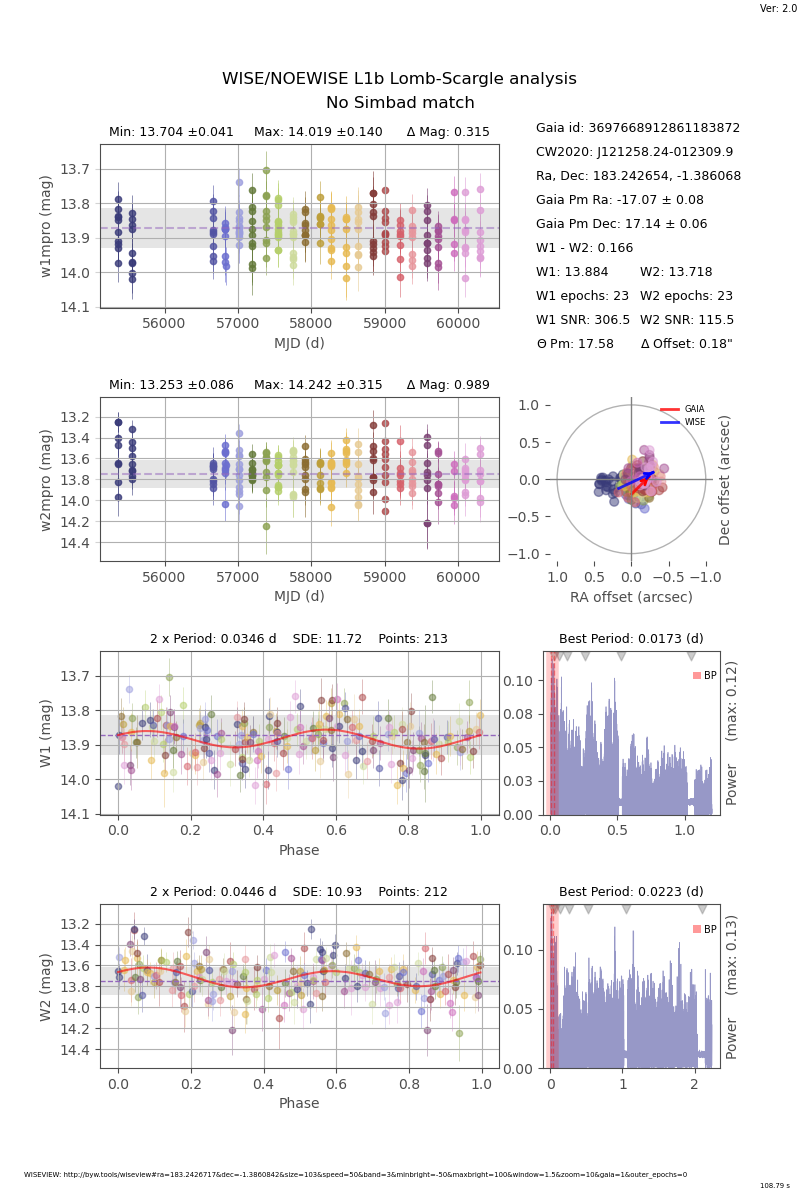 Ver: 2.0
WISE/NOEWISE L1b Lomb-Scargle analysis
No Simbad match
Min: 13.704 ±0.041 Max: 14.019 ±0.140 Δ Mag: 0.315
w1mpro (mag)
13.7
13.8
13.9
14.0
14.1
56000 57000 58000 59000 60000
MJD (d)
Gaia id: 3697668912861183872
CW2020: J121258.24-012309.9
Ra, Dec: 183.242654, -1.386068
Gaia Pm Ra: -17.07 ± 0.08
Gaia Pm Dec: 17.14 ± 0.06
W1 - W2: 0.166
W1: 13.884 W2: 13.718
W1 epochs: 23 W2 epochs: 23
W1 SNR: 306.5 W2 SNR: 115.5
Θ Pm: 17.58 Δ Offset: 0.18"
Min: 13.253 ±0.086 Max: 14.242 ±0.315 Δ Mag: 0.989
w2mpro (mag)
13.2
13.4
13.6
13.8
14.0
14.2
14.4
56000 57000 58000 59000 60000
MJD (d)
GAIA
WISE
1.0
0.5
0.0
−0.5
−1.0
1.0 0.5 0.0 −0.5 −1.0
RA offset (arcsec)
Dec offset (arcsec)
2 x Period: 0.0346 d SDE: 11.72 Points: 213
W1 (mag)
13.7
13.8
13.9
14.0
14.1
0.0 0.2 0.4 0.6 0.8 1.0
Phase
Best Period: 0.0173 (d)
BP
0.10
0.08
0.05
0.03
0.00
0.0 0.5 1.0
Power (max: 0.12)
2 x Period: 0.0446 d SDE: 10.93 Points: 212
W2 (mag)
13.2
13.4
13.6
13.8
14.0
14.2
14.4
0.0 0.2 0.4 0.6 0.8 1.0
Phase
Best Period: 0.0223 (d)
BP
0.10
0.05
0.00
0 1 2
Power (max: 0.13)
WISEVIEW: http://byw.tools/wiseview#ra=183.2426717&dec=-1.3860842&size=103&speed=50&band=3&minbright=-50&maxbright=100&window=1.5&zoom=10&gaia=1&outer_epochs=0
108.79 s